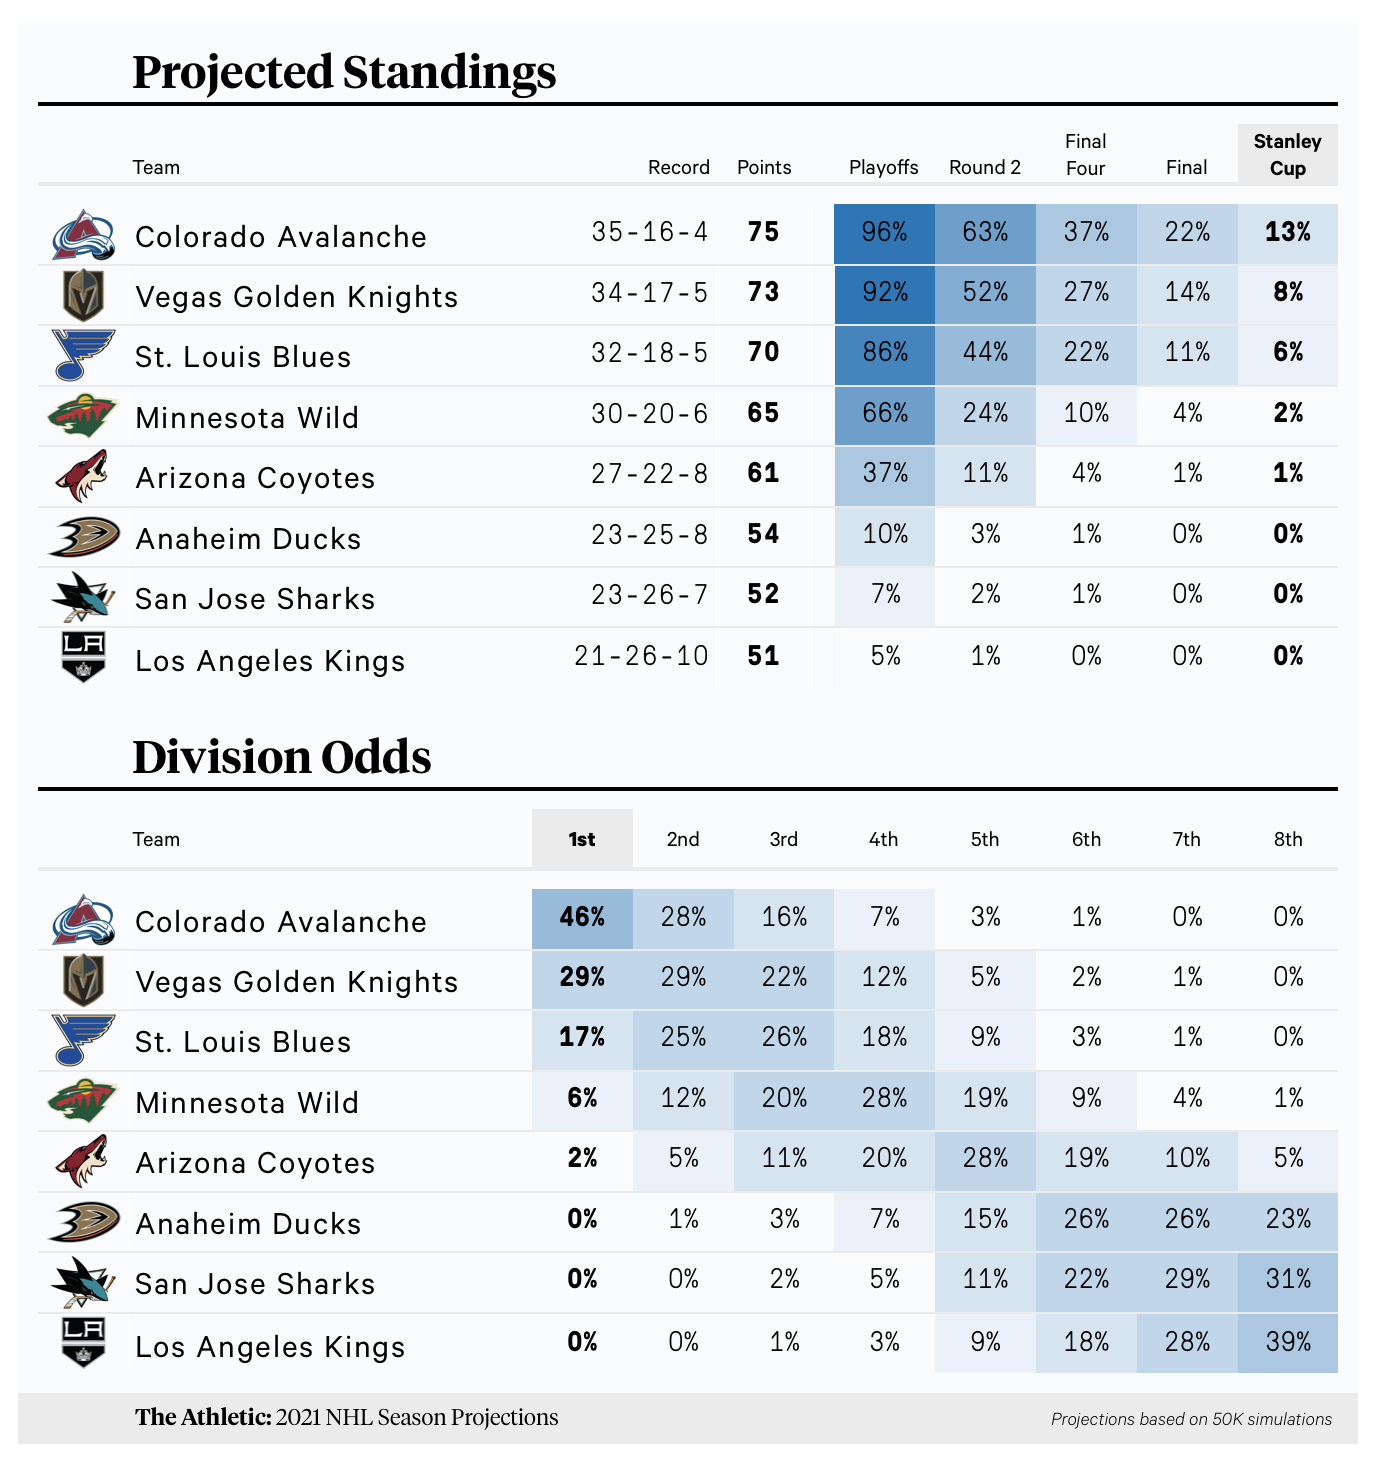 Projected Standings
Team Record Points Playoffs Round 2 Final Four Final Stanley Cup
Colorado Avalanche 35-16-4 75 96% 63% 37% 22% 13%
Vegas Golden Knights 34-17-5 73 92% 52% 27% 14% 8%
St. Louis Blues 32-18-5 70 86% 44% 22% 11% 6%
Minnesota Wild 30-20-6 65 66% 24% 10% 4% 2%
Arizona Coyotes 27-22-8 61 37% 11% 4% 1% 1%
Anaheim Ducks 23-25-8 54 10% 3% 1% 0% 0%
San Jose Sharks 23-26-7 52 7% 2% 1% 0% 0%
LA Los Angeles Kings 21-26-10 51 5% 1% 0% 0% 0%
Division Odds
Team 1st 2nd 3rd 4th 5th 6th 7th 8th
Colorado Avalanche 46% 28% 16% 7% 3% 1% 0% 0%
Vegas Golden Knights 29% 29% 22% 12% 5% 2% 1% 0%
St. Louis Blues 17% 25% 26% 18% 9% 3% 1% 0%
Minnesota Wild 6% 12% 20% 28% 19% 9% 4% 1%
Arizona Coyotes 2% 5% 11% 20% 28% 19% 10% 5%
Anaheim Ducks 0% 1% 3% 7% 15% 26% 26% 23%
San Jose Sharks 0% 0% 2% 5% 11% 22% 29% 31%
LA Los Angeles Kings 0% 0% 1% 3% 9% 18% 28% 39%
The Athletic: 2021 NHL Season Projections Projections based on 50K simulations